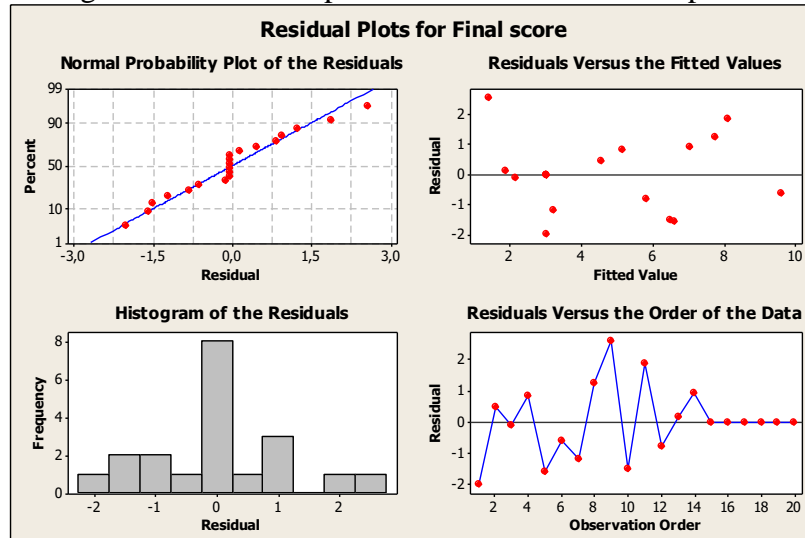 Residual Plots for Final score
Normal Probability Plot of the Residuals
99
90
50
10
1
Percent
-3,0 -1,5 0,0 1,5 3,0
Residual
Residuals Versus the Fitted Values
2
1
0
-1
-2
Residual
2 4 6 8 10
Fitted Value
Histogram of the Residuals
8
6
4
2
0
Frequency
-2 -1 0 1 2
Residual
Residuals Versus the Order of the Data
2
1
0
-1
-2
Residual
2 4 6 8 10 12 14 16 18 20
Observation Order